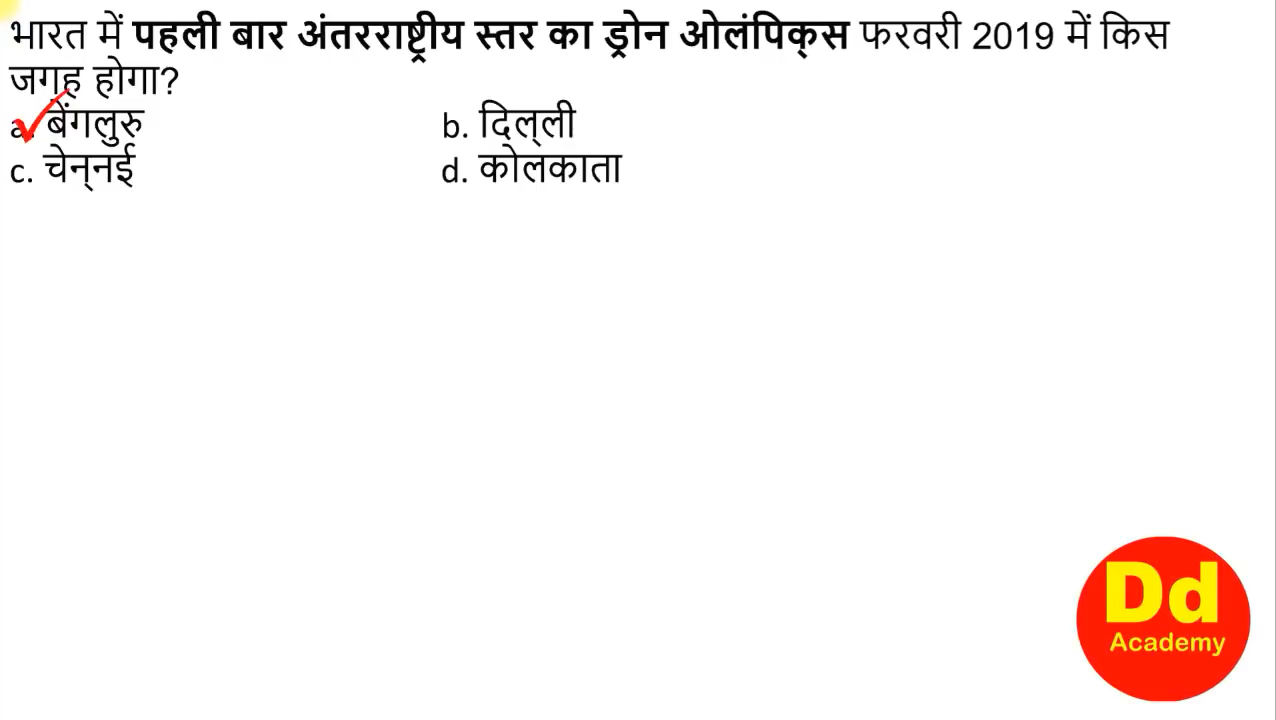 भारत में पहली बार अंतरराष्ट्रीय स्तर का ड्रोन ओलंपिक्स फरवरी 2019 में किस
जगह होगा?
a. बेंगलुरु b. दिल्ली
c. चेन्नई d. कोलकाता
Dd
Academy